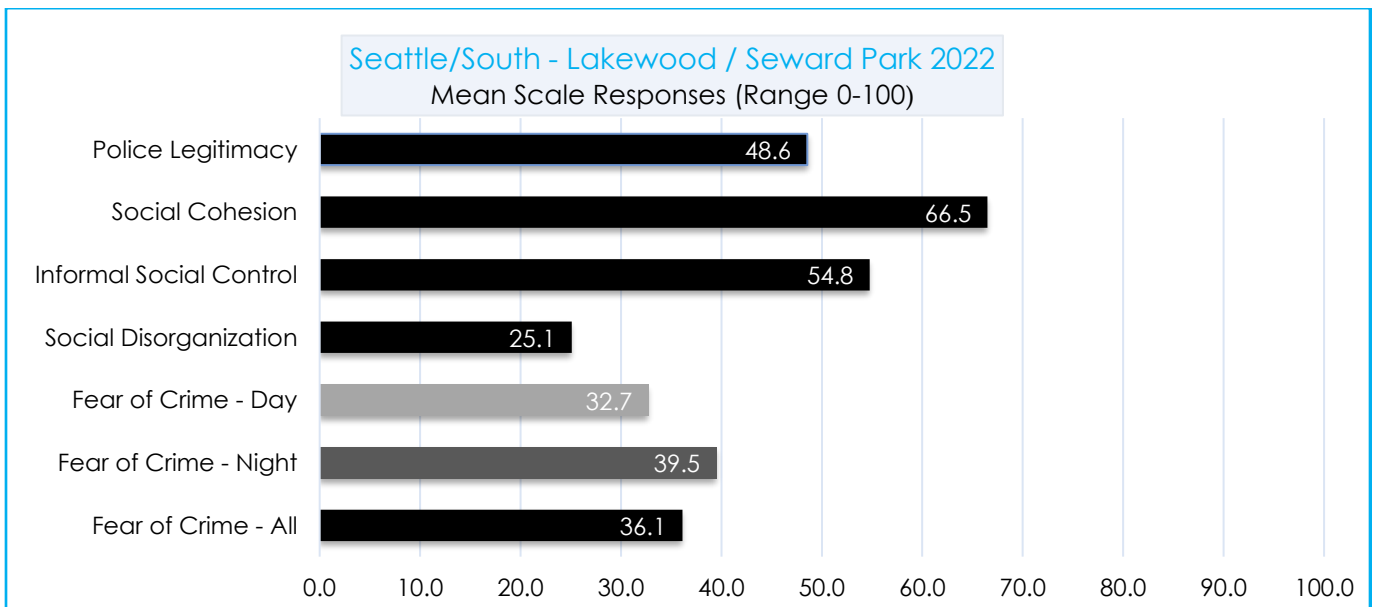 Seattle/South - Lakewood / Seward Park 2022
Mean Scale Responses (Range 0-100)
Police Legitimacy 48.6
Social Cohesion 66.5
Informal Social Control 54.8
Social Disorganization 25.1
Fear of Crime - Day 32.7
Fear of Crime - Night 39.5
Fear of Crime - All 36.1
0.0 10.0 20.0 30.0 40.0 50.0 60.0 70.0 80.0 90.0 100.0